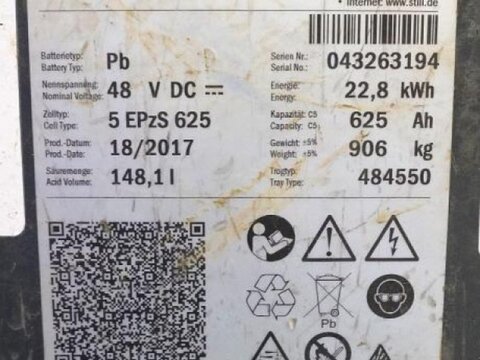 Internet: www.still.de
Batterietyp:
Battery Type:
Pb
Serien Nr.:
Serial No.:
043263194
Nennspannung:
Nominal Voltage:
48 V DC
Energie:
Energy:
22,8 kWh
Zelltyp:
Cell Type:
5 EPzS 625
Kapazität: C5
Capacity: C5
625 Ah
Prod.-Datum:
Prod.-Date:
18/2017
Gewicht: ±5%
Weight: ±5%
906 kg
Säuremenge:
Acid Volume:
148,1 l
Trogtyp:
Tray Type:
484550
Pb